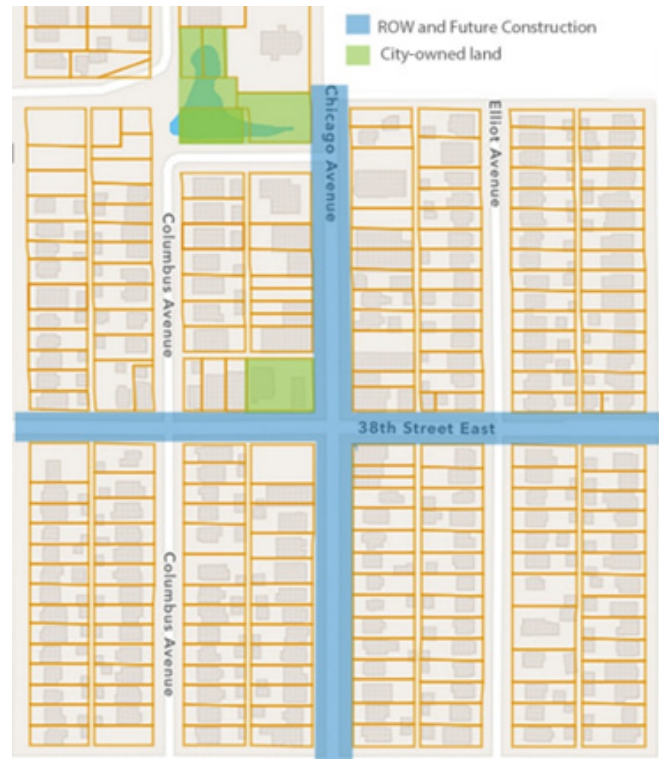 ROW and Future Construction
City-owned land
Chicago Avenue
Elliot Avenue
Columbus Avenue
38th Street East
Columbus Avenue